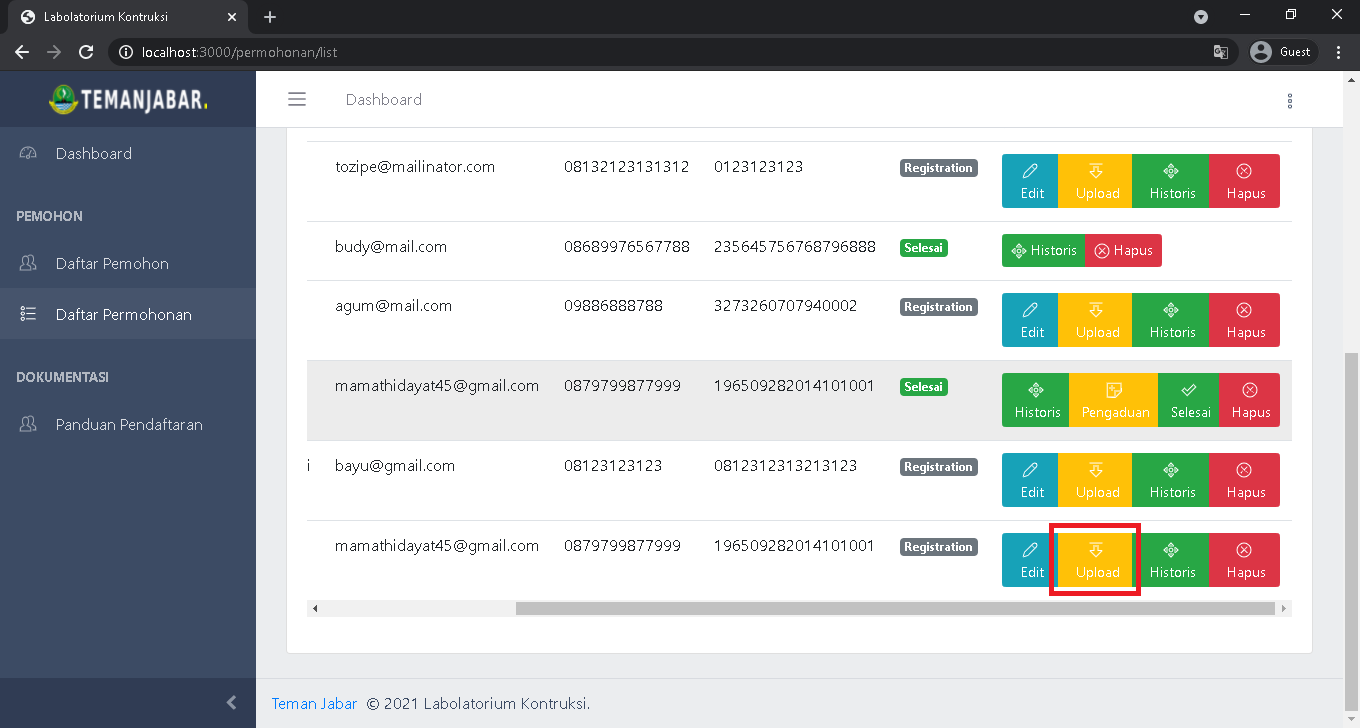 Labolatorium Kontruksi
localhost:3000/permohonan/list
Guest
TEMANJABAR.
Dashboard
Dashboard
PEMOHON
Daftar Pemohon
Daftar Permohonan
DOKUMENTASI
Panduan Pendaftaran
tozipe@mailinator.com 08132123131312 0123123123 Registration Edit Upload Historis Hapus
budy@mail.com 08689976567788 235645756768796888 Selesai Historis Hapus
agum@mail.com 09886888788 3273260707940002 Registration Edit Upload Historis Hapus
mamathidayat45@gmail.com 0879799877999 196509282014101001 Selesai Historis Pengaduan Selesai Hapus
i bayu@gmail.com 08123123123 0812312313213123 Registration Edit Upload Historis Hapus
mamathidayat45@gmail.com 0879799877999 196509282014101001 Registration Edit Upload Historis Hapus
Teman Jabar © 2021 Labolatorium Kontruksi.